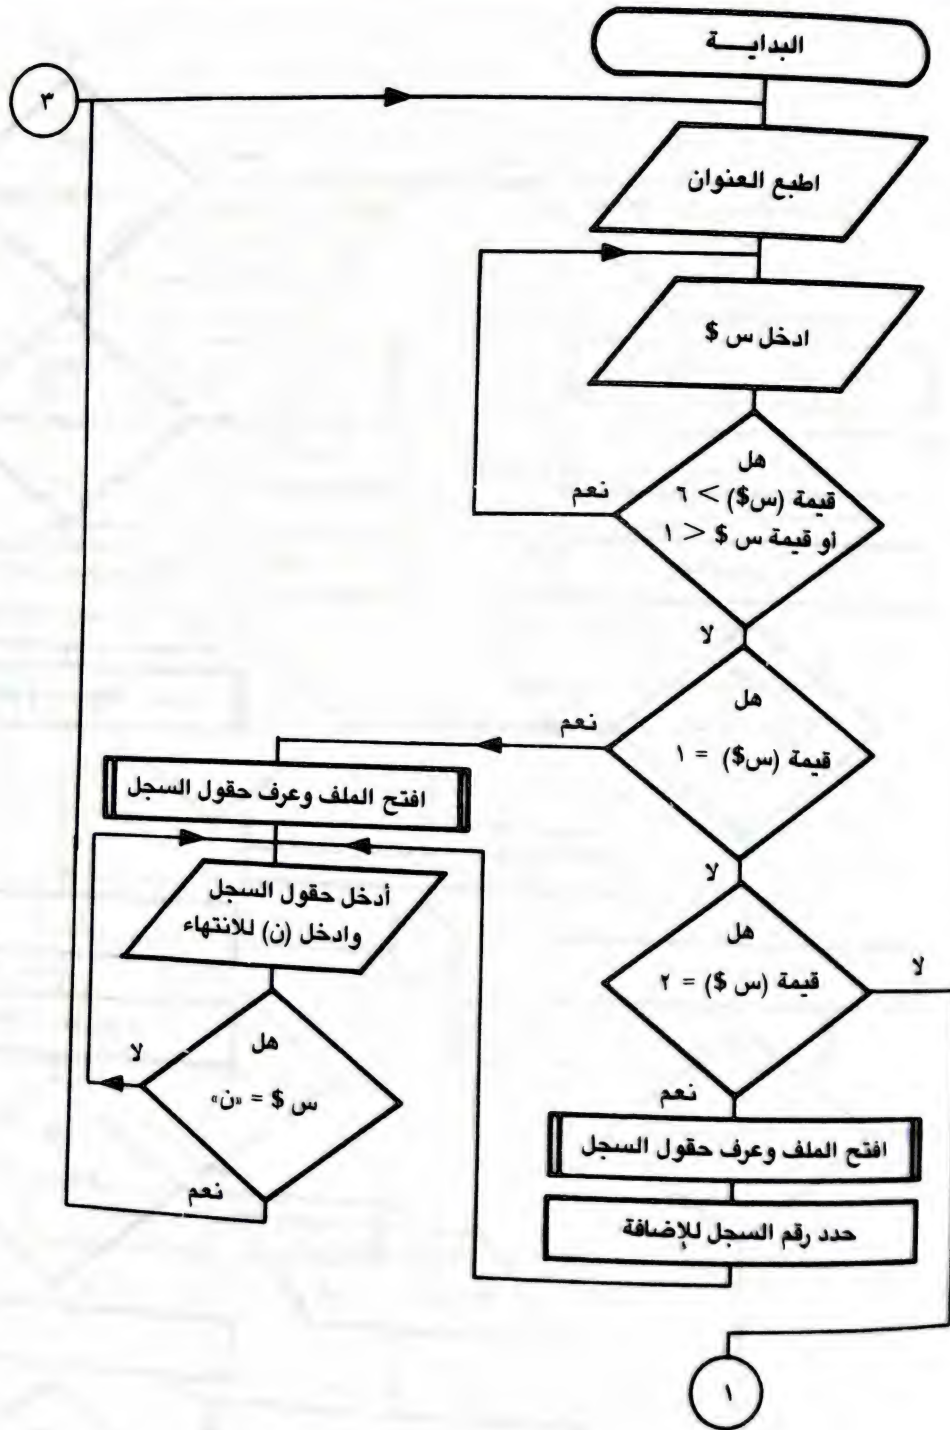 البدايــــة
٣
اطبع العنوان
ادخل س $
هل
قيمة (س$) > ٦
أو قيمة س $ < ١
نعم
لا
هل
قيمة (س$) = ١
نعم
لا
افتح الملف وعرف حقول السجل
أدخل حقول السجل
وادخل (ن) للانتهاء
هل
س $ = «ن»
لا
نعم
هل
قيمة (س $) = ٢
لا
نعم
افتح الملف وعرف حقول السجل
حدد رقم السجل للإضافة
١